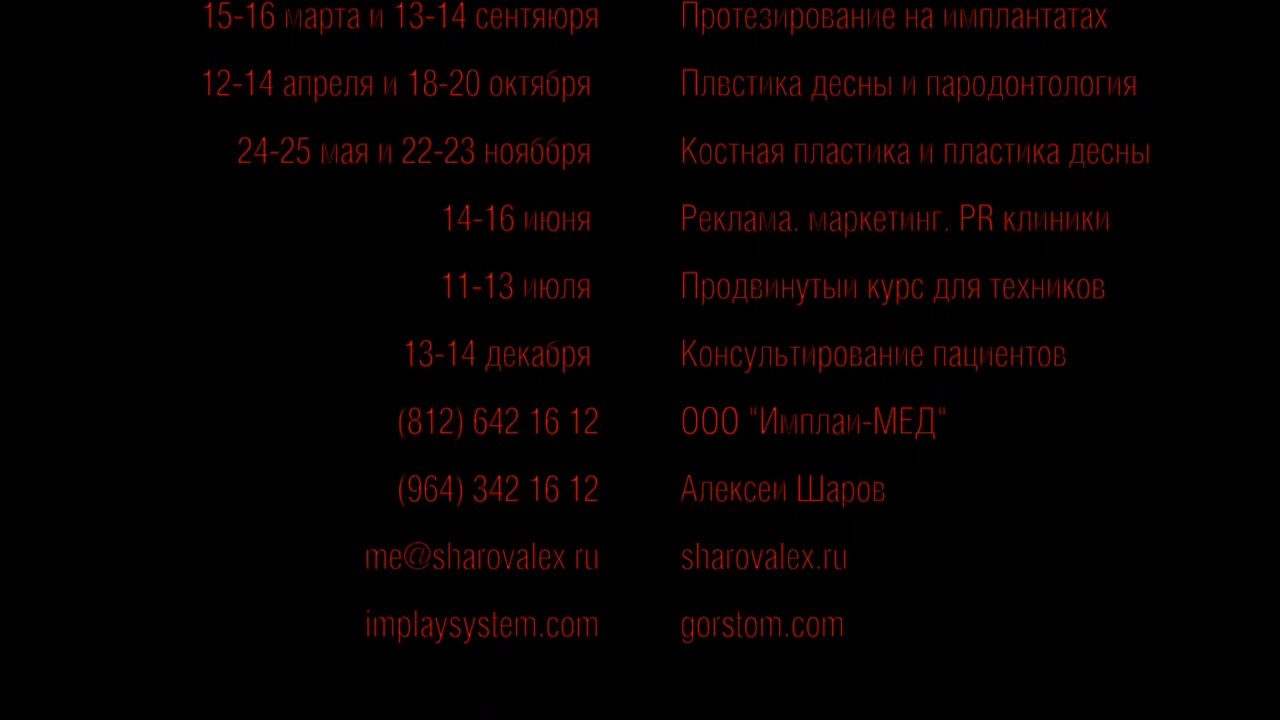 15-16 марта и 13-14 сентяюря Протезирование на имплантатах
12-14 апреля и 18-20 октября Плвстика десны и пародонтология
24-25 мая и 22-23 нояббря Костная пластика и пластика десны
14-16 июня Реклама. маркетинг. PR клиники
11-13 июля Продвинутыи курс для техников
13-14 декабря Консультирование пациентов
(812) 642 16 12 ООО "Имплаи-МЕД"
(964) 342 16 12 Алексеи Шаров
me@sharovalex ru sharovalex.ru
implaysystem.com gorstom.com